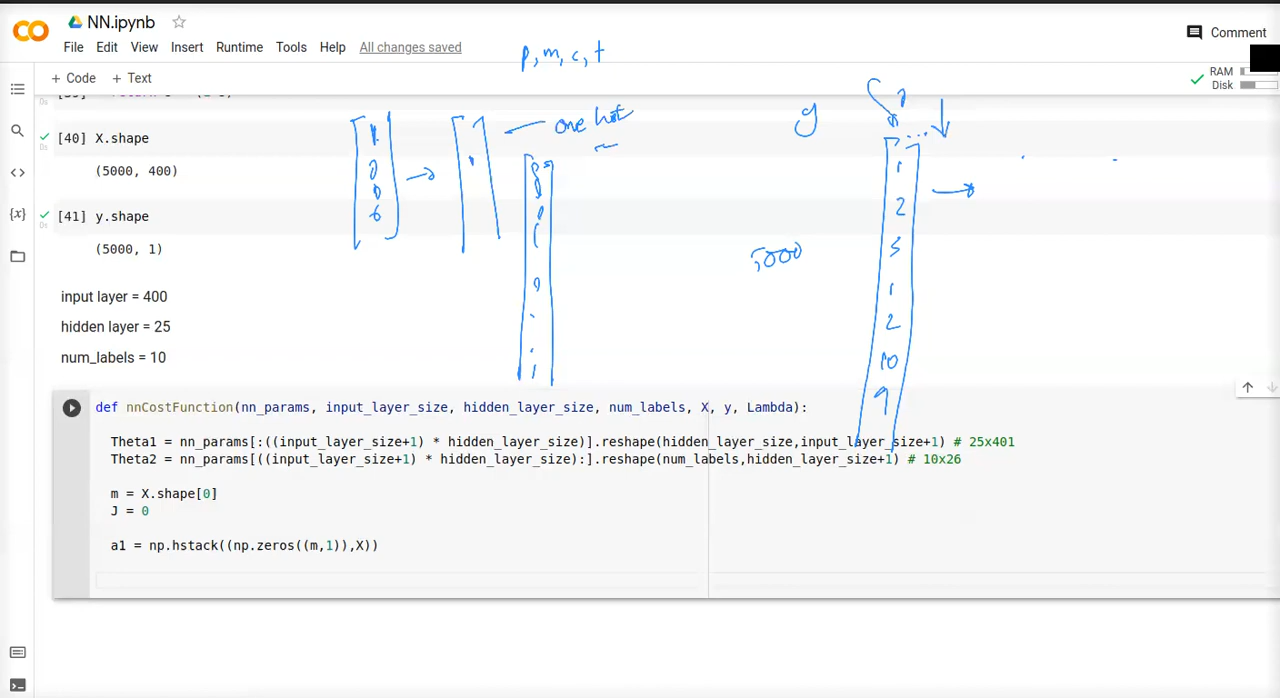 NN.ipynb
File Edit View Insert Runtime Tools Help All changes saved
Comment
+ Code + Text
RAM
Disk
p, m, c, t
one hot
y
[40] X.shape
(5000, 400)
[41] y.shape
(5000, 1)
5000
1
2
1
2
10
9
input layer = 400
hidden layer = 25
num_labels = 10
def nnCostFunction(nn_params, input_layer_size, hidden_layer_size, num_labels, X, y, Lambda):
Theta1 = nn_params[:((input_layer_size+1) * hidden_layer_size)].reshape(hidden_layer_size,input_layer_size+1) # 25x401
Theta2 = nn_params[((input_layer_size+1) * hidden_layer_size):].reshape(num_labels,hidden_layer_size+1) # 10x26
m = X.shape[0]
J = 0
a1 = np.hstack((np.zeros((m,1)),X))